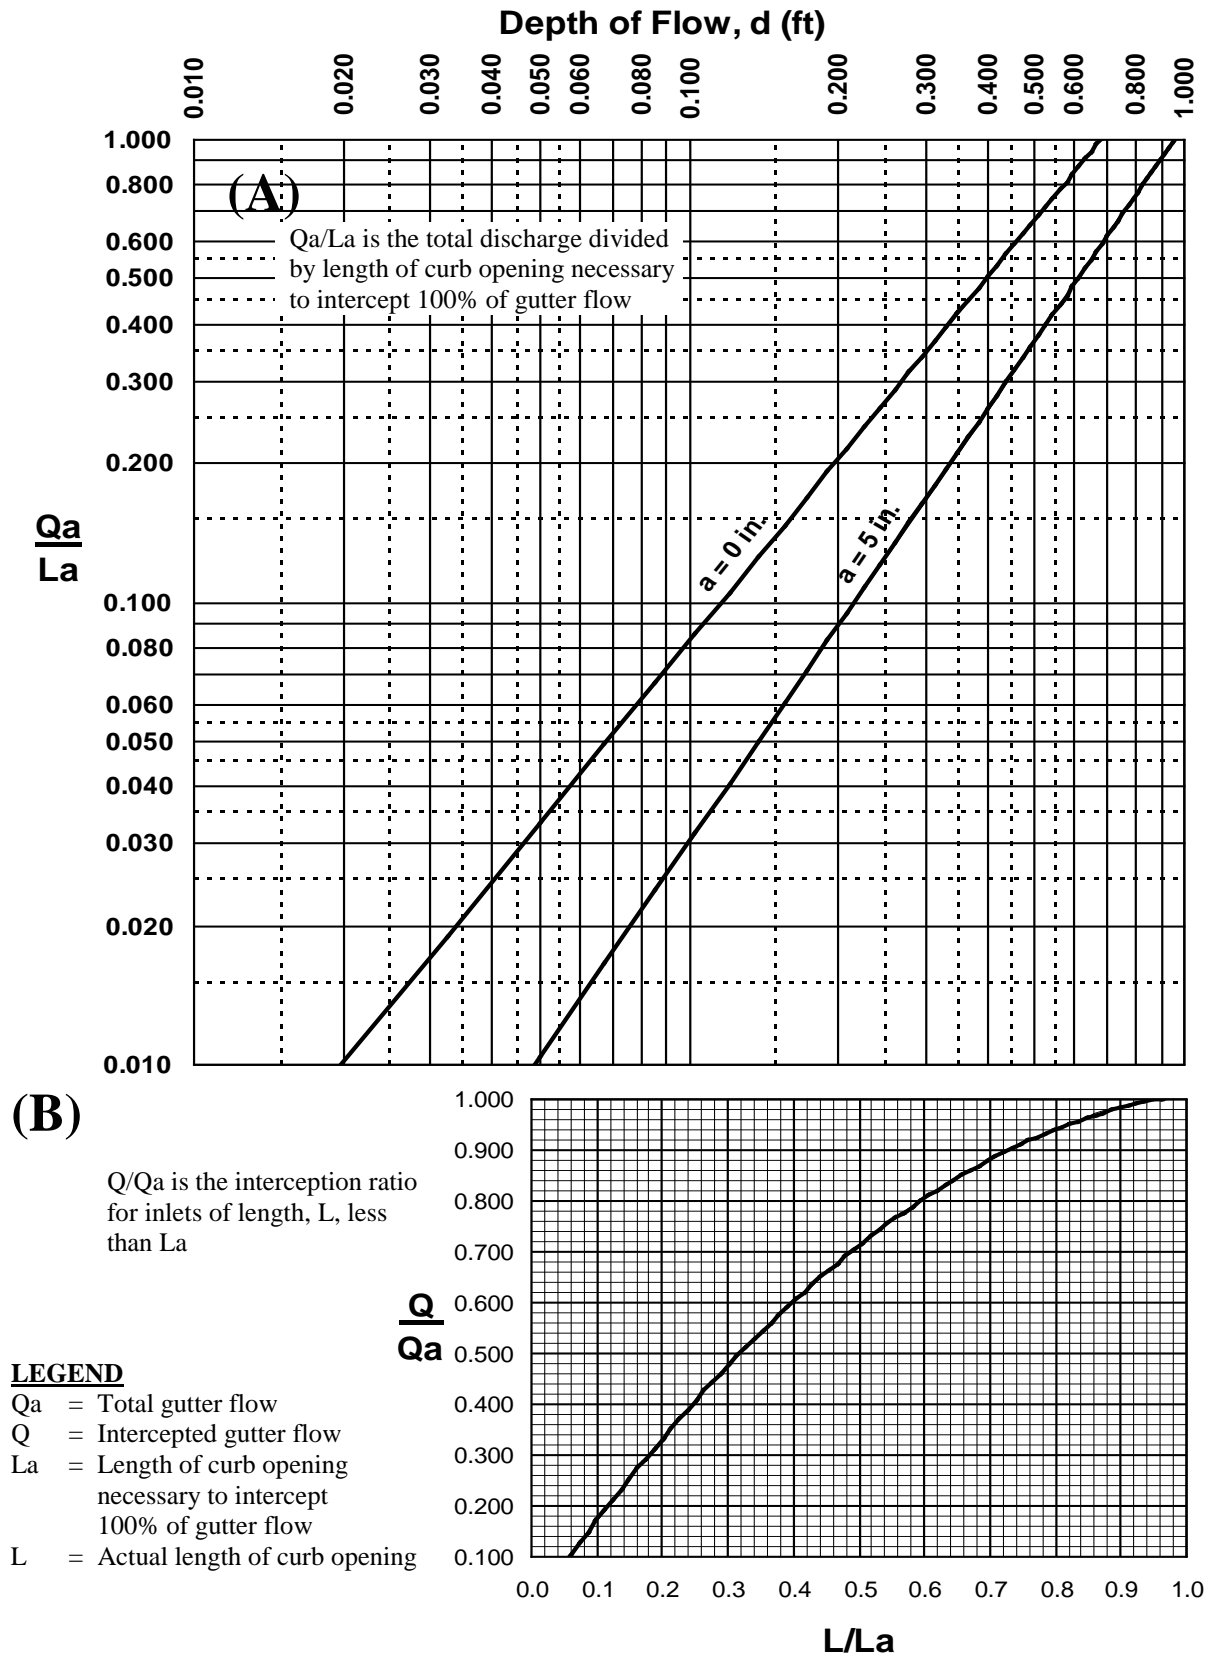 Depth of Flow, d (ft)
0.010 0.020 0.030 0.040 0.050 0.060 0.080 0.100 0.200 0.300 0.400 0.500 0.600 0.800 1.000
1.000
0.800
0.600
0.500
0.400
0.300
0.200
0.100
0.080
0.060
0.050
0.040
0.030
0.020
0.010
Qa
La
(A)
Qa/La is the total discharge divided
by length of curb opening necessary
to intercept 100% of gutter flow
a = 0 in.
a = 5 in.
(B)
Q/Qa is the interception ratio
for inlets of length, L, less
than La
LEGEND
Qa = Total gutter flow
Q = Intercepted gutter flow
La = Length of curb opening
necessary to intercept
100% of gutter flow
L = Actual length of curb opening
Q
Qa
1.000
0.900
0.800
0.700
0.600
0.500
0.400
0.300
0.200
0.100
0.0 0.1 0.2 0.3 0.4 0.5 0.6 0.7 0.8 0.9 1.0
L/La